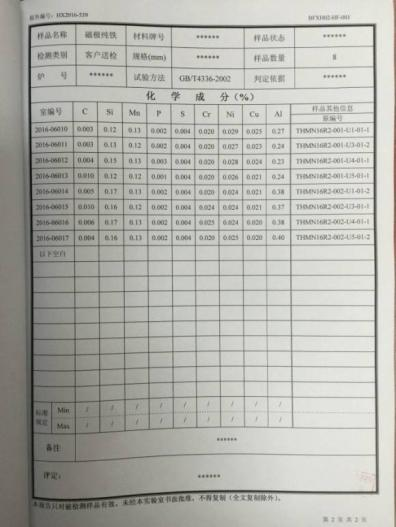 报告编号: HX2016-539 BFXH02-HF-001
样品名称 磁极纯铁 材料牌号 ****** 样品状态 ******
检测类别 客户送检 规格(mm) ****** 样品数量 8
炉 号 ****** 试验方法 GB/T4336-2002 判定依据 ******
化 学 成 分(%)
室编号 C Si Mn P S Cr Ni Cu Al 样品其他信息
原编号
2016-06010 0.003 0.12 0.13 0.002 0.004 0.020 0.029 0.025 0.27 THMN16R2-001-U1-01-1
2016-06011 0.003 0.12 0.13 0.002 0.004 0.020 0.027 0.023 0.24 THMN16R2-001-U3-01-2
2016-06012 0.004 0.15 0.13 0.003 0.004 0.020 0.028 0.024 0.23 THMN16R2-001-U4-01-1
2016-06013 0.010 0.12 0.12 0.001 0.004 0.020 0.026 0.021 0.24 THMN16R2-001-U5-01-1
2016-06014 0.005 0.17 0.13 0.002 0.004 0.020 0.024 0.021 0.38 THMN16R2-002-U1-01-2
2016-06015 0.010 0.16 0.12 0.002 0.004 0.024 0.024 0.021 0.37 THMN16R2-002-U3-01-1
2016-06016 0.006 0.17 0.13 0.002 0.004 0.025 0.024 0.020 0.38 THMN16R2-002-U4-01-1
2016-06017 0.004 0.16 0.13 0.002 0.004 0.020 0.025 0.020 0.40 THMN16R2-002-U5-01-2
以下空白
标准规定 Min / / / / / / / / /
Max / / / / / / / / /
备注 ******
评定: ******
本报告只对被检测样品有效。未经本实验室书面批准，不得复制（全文复制除外）。
第 2 页 共 2 页